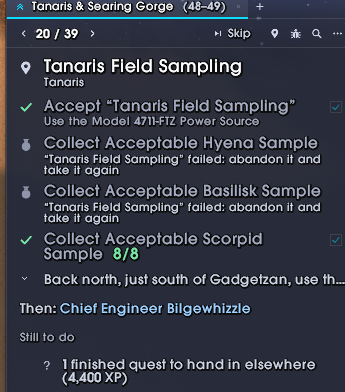 Tanaris & Searing Gorge (48–49) +
20 / 39 Skip ...
Tanaris Field Sampling
Tanaris
Accept “Tanaris Field Sampling”
Use the Model 4711-FTZ Power Source
Collect Acceptable Hyena Sample
“Tanaris Field Sampling” failed: abandon it and
take it again
Collect Acceptable Basilisk Sample
“Tanaris Field Sampling” failed: abandon it and
take it again
Collect Acceptable Scorpid
Sample 8/8
Back north, just south of Gadgetzan, use th...
Then: Chief Engineer Bilgewhizzle
Still to do
? 1 finished quest to hand in elsewhere
(4,400 XP)